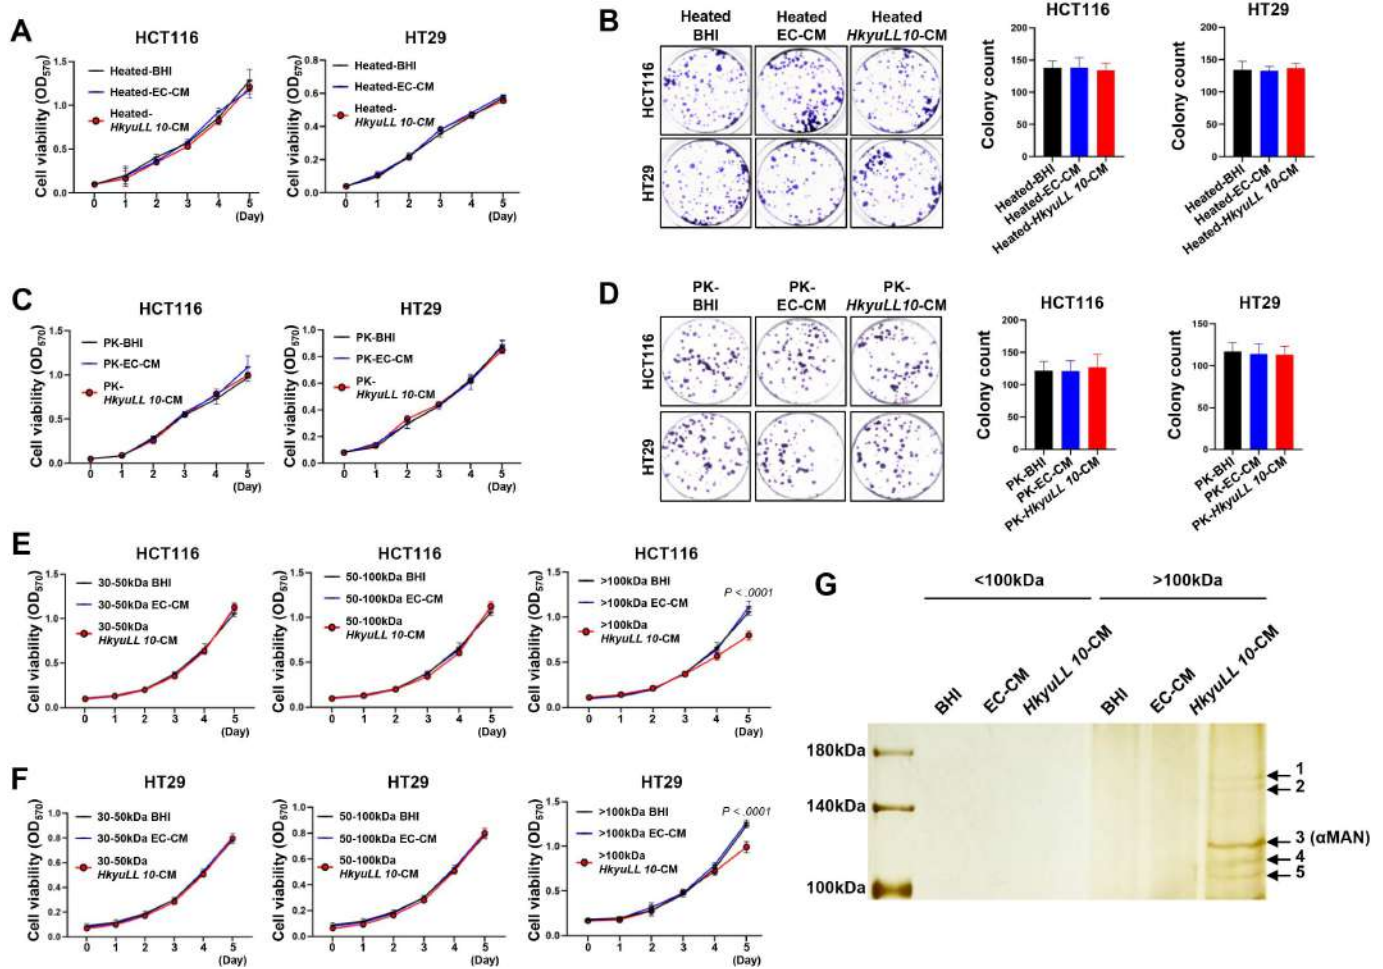 A
HCT116
Cell viability (OD570)
1.5
1.0
0.5
0.0
Heated-BHI
Heated-EC-CM
Heated-
HkyuLL 10-CM
0 1 2 3 4 5
(Day)
HT29
Cell viability (OD570)
0.8
0.6
0.4
0.2
0.0
Heated-BHI
Heated-EC-CM
Heated-
HkyuLL 10-CM
0 1 2 3 4 5
(Day)
B
Heated
BHI
Heated
EC-CM
Heated
HkyuLL10-CM
HCT116
HT29
HCT116
Colony count
200
150
100
50
0
Heated-BHI
Heated-EC-CM
Heated-HkyuLL 10-CM
HT29
Colony count
200
150
100
50
0
Heated-BHI
Heated-EC-CM
Heated-HkyuLL 10-CM
C
HCT116
Cell viability (OD570)
1.5
1.0
0.5
0.0
PK-BHI
PK-EC-CM
PK-
HkyuLL 10-CM
0 1 2 3 4 5
(Day)
HT29
Cell viability (OD570)
1.0
0.8
0.6
0.4
0.2
0.0
PK-BHI
PK-EC-CM
PK-
HkyuLL 10-CM
0 1 2 3 4 5
(Day)
D
PK-
BHI
PK-
EC-CM
PK-
HkyuLL10-CM
HCT116
HT29
HCT116
Colony count
200
150
100
50
0
PK-BHI
PK-EC-CM
PK-HkyuLL 10-CM
HT29
Colony count
150
100
50
0
PK-BHI
PK-EC-CM
PK-HkyuLL 10-CM
E
HCT116
Cell viability (OD570)
1.5
1.0
0.5
0.0
30-50kDa BHI
30-50kDa EC-CM
30-50kDa
HkyuLL 10-CM
0 1 2 3 4 5
(Day)
HCT116
Cell viability (OD570)
1.5
1.0
0.5
0.0
50-100kDa BHI
50-100kDa EC-CM
50-100kDa
HkyuLL 10-CM
0 1 2 3 4 5
(Day)
HCT116
Cell viability (OD570)
1.5
1.0
0.5
0.0
>100kDa BHI
>100kDa EC-CM
>100kDa
HkyuLL 10-CM
P < .0001
0 1 2 3 4 5
(Day)
F
HT29
Cell viability (OD570)
1.0
0.8
0.6
0.4
0.2
0.0
30-50kDa BHI
30-50kDa EC-CM
30-50kDa
HkyuLL 10-CM
0 1 2 3 4 5
(Day)
HT29
Cell viability (OD570)
1.0
0.8
0.6
0.4
0.2
0.0
50-100kDa BHI
50-100kDa EC-CM
50-100kDa
HkyuLL 10-CM
0 1 2 3 4 5
(Day)
HT29
Cell viability (OD570)
1.5
1.0
0.5
0.0
>100kDa BHI
>100kDa EC-CM
>100kDa
HkyuLL 10-CM
P < .0001
0 1 2 3 4 5
(Day)
G
<100kDa
>100kDa
BHI
EC-CM
HkyuLL 10-CM
BHI
EC-CM
HkyuLL 10-CM
180kDa
140kDa
100kDa
1
2
3 (αMAN)
4
5